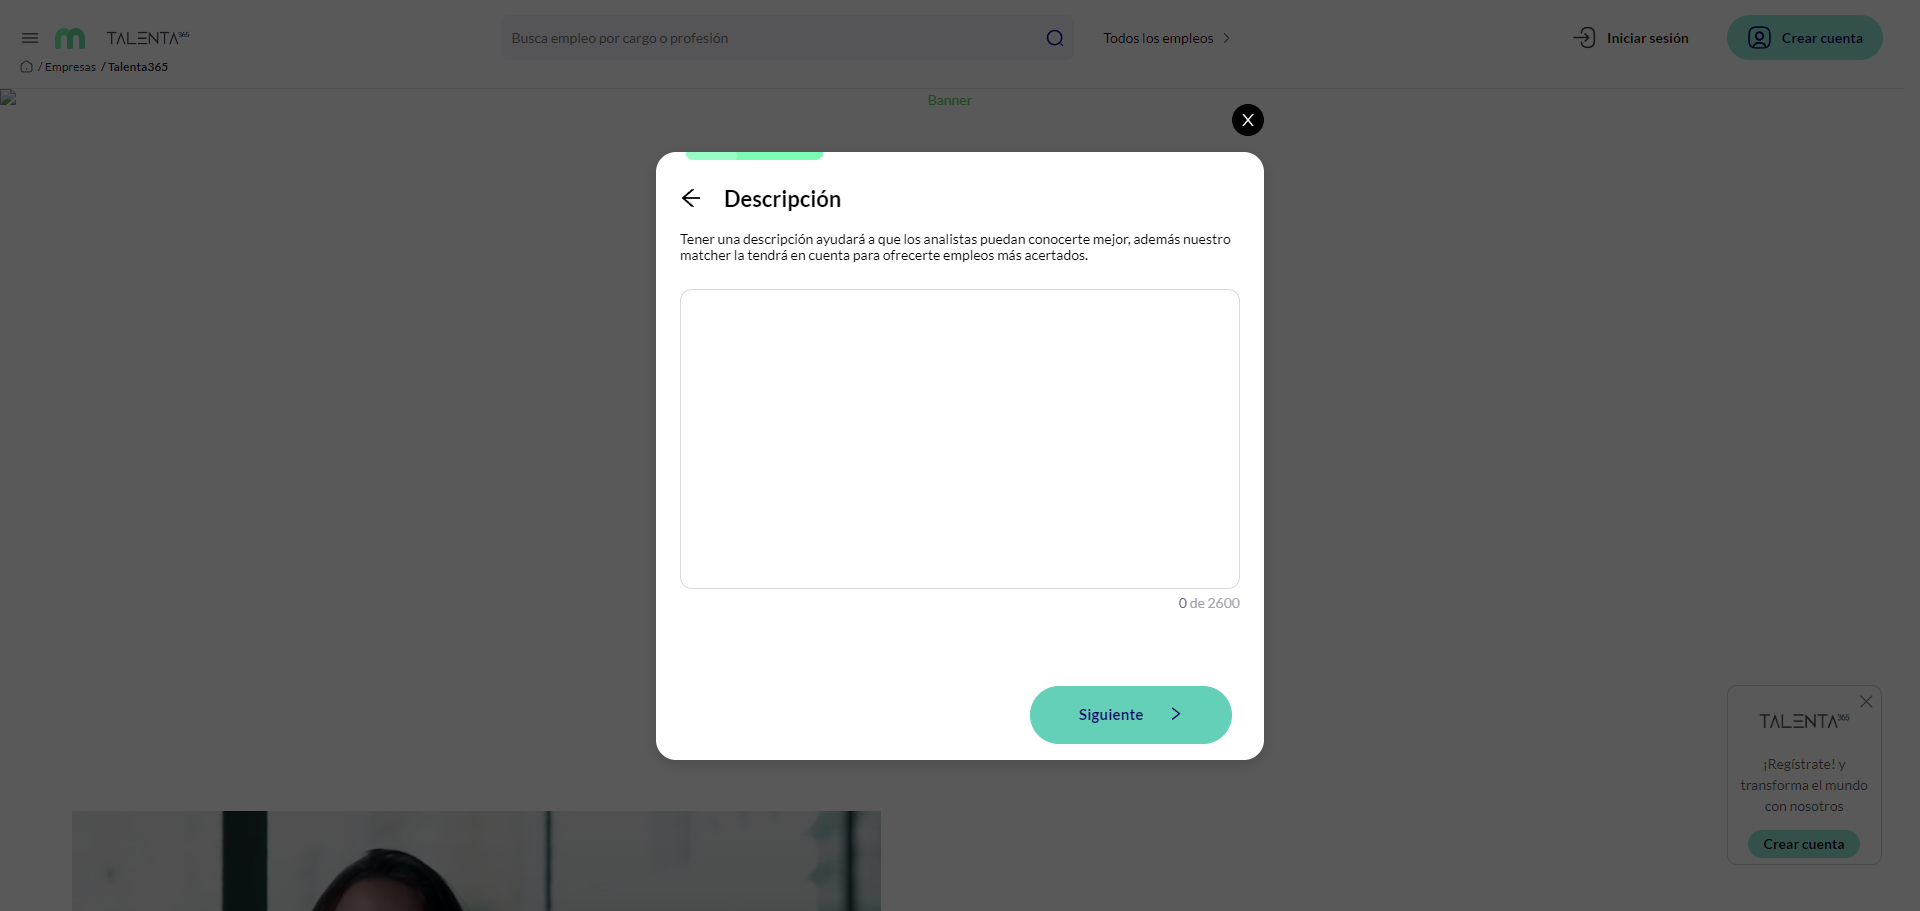 TALENTA365
Busca empleo por cargo o profesión
Todos los empleos
Iniciar sesión
Crear cuenta
/ Empresas / Talenta365
Banner
X
Descripción
Tener una descripción ayudará a que los analistas puedan conocerte mejor, además nuestro
matcher la tendrá en cuenta para ofrecerte empleos más acertados.
0 de 2600
Siguiente
TALENTA365
¡Regístrate! y
transforma el mundo
con nosotros
Crear cuenta